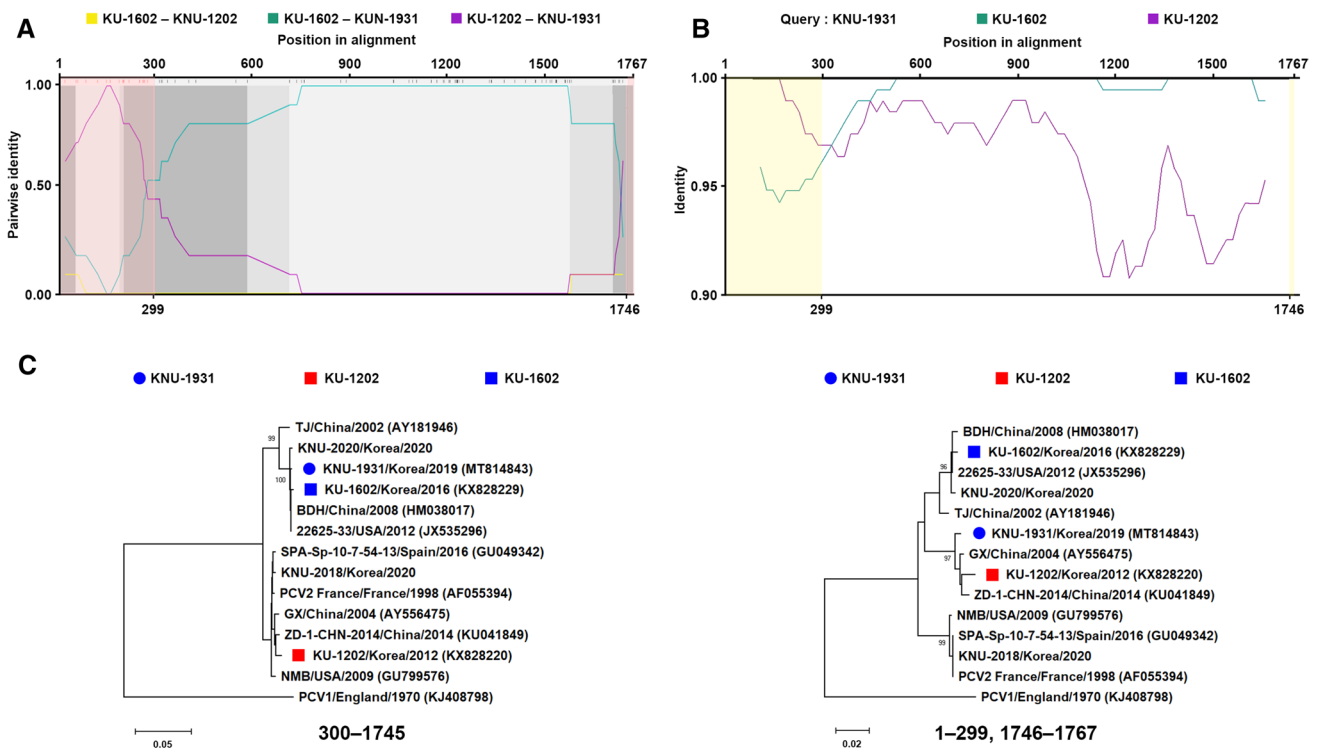 A
KU-1602 – KNU-1202
KU-1602 – KUN-1931
KU-1202 – KNU-1931
Position in alignment
1
300
600
900
1200
1500
1767
Pairwise identity
1.00
0.50
0.00
299
1746
B
Query : KNU-1931
KU-1602
KU-1202
Position in alignment
1
300
600
900
1200
1500
1767
Identity
1.00
0.95
0.90
299
1746
C
KNU-1931
KU-1202
KU-1602
99
100
TJ/China/2002 (AY181946)
KNU-2020/Korea/2020
KNU-1931/Korea/2019 (MT814843)
KU-1602/Korea/2016 (KX828229)
BDH/China/2008 (HM038017)
22625-33/USA/2012 (JX535296)
SPA-Sp-10-7-54-13/Spain/2016 (GU049342)
KNU-2018/Korea/2020
PCV2 France/France/1998 (AF055394)
GX/China/2004 (AY556475)
ZD-1-CHN-2014/China/2014 (KU041849)
KU-1202/Korea/2012 (KX828220)
NMB/USA/2009 (GU799576)
PCV1/England/1970 (KJ408798)
0.05
300–1745
KNU-1931
KU-1202
KU-1602
96
97
99
BDH/China/2008 (HM038017)
KU-1602/Korea/2016 (KX828229)
22625-33/USA/2012 (JX535296)
KNU-2020/Korea/2020
TJ/China/2002 (AY181946)
KNU-1931/Korea/2019 (MT814843)
GX/China/2004 (AY556475)
KU-1202/Korea/2012 (KX828220)
ZD-1-CHN-2014/China/2014 (KU041849)
NMB/USA/2009 (GU799576)
SPA-Sp-10-7-54-13/Spain/2016 (GU049342)
KNU-2018/Korea/2020
PCV2 France/France/1998 (AF055394)
PCV1/England/1970 (KJ408798)
0.02
1–299, 1746–1767